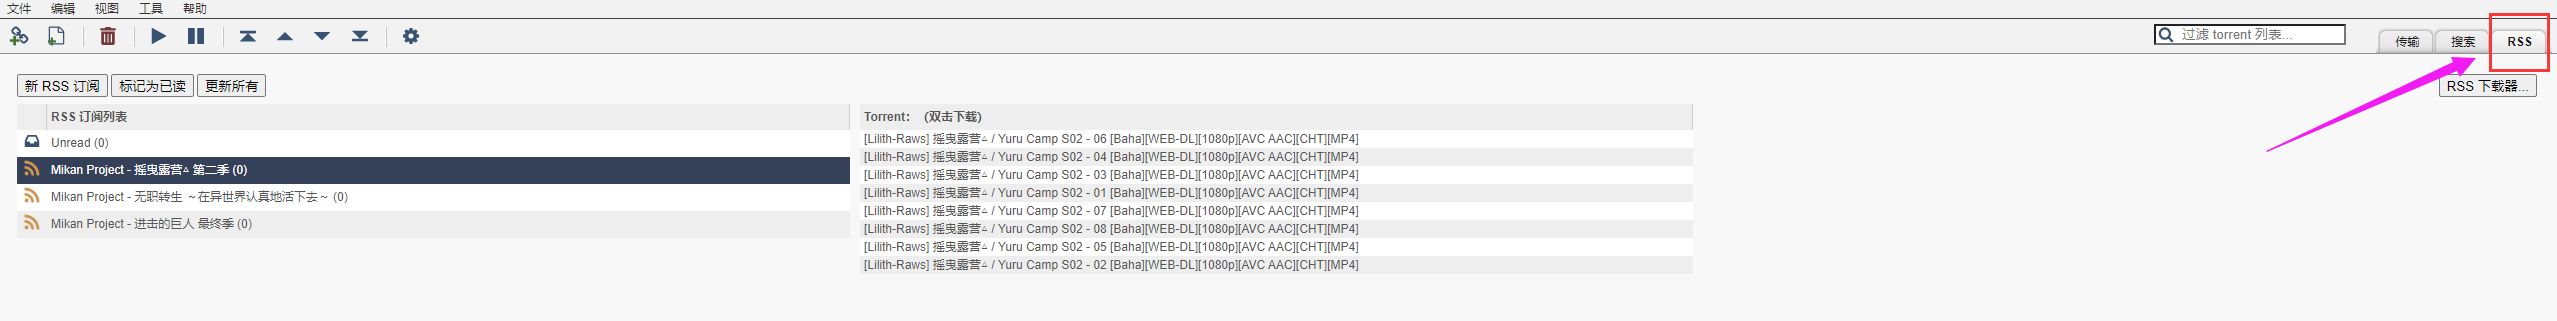 文件 编辑 视图 工具 帮助
过滤 torrent 列表...
传输 搜索 RSS
新 RSS 订阅 标记为已读 更新所有 RSS 下载器...
RSS 订阅列表
Unread (0)
Mikan Project - 摇曳露营△ 第二季 (0)
Mikan Project - 无职转生 ～在异世界认真地活下去～ (0)
Mikan Project - 进击的巨人 最终季 (0)
Torrent： (双击下载)
[Lilith-Raws] 摇曳露营△ / Yuru Camp S02 - 06 [Baha][WEB-DL][1080p][AVC AAC][CHT][MP4]
[Lilith-Raws] 摇曳露营△ / Yuru Camp S02 - 04 [Baha][WEB-DL][1080p][AVC AAC][CHT][MP4]
[Lilith-Raws] 摇曳露营△ / Yuru Camp S02 - 03 [Baha][WEB-DL][1080p][AVC AAC][CHT][MP4]
[Lilith-Raws] 摇曳露营△ / Yuru Camp S02 - 01 [Baha][WEB-DL][1080p][AVC AAC][CHT][MP4]
[Lilith-Raws] 摇曳露营△ / Yuru Camp S02 - 07 [Baha][WEB-DL][1080p][AVC AAC][CHT][MP4]
[Lilith-Raws] 摇曳露营△ / Yuru Camp S02 - 08 [Baha][WEB-DL][1080p][AVC AAC][CHT][MP4]
[Lilith-Raws] 摇曳露营△ / Yuru Camp S02 - 05 [Baha][WEB-DL][1080p][AVC AAC][CHT][MP4]
[Lilith-Raws] 摇曳露营△ / Yuru Camp S02 - 02 [Baha][WEB-DL][1080p][AVC AAC][CHT][MP4]